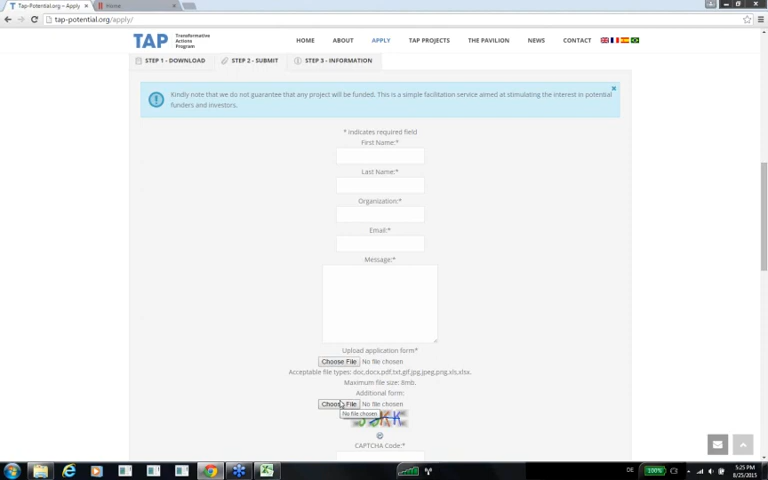 Tap-Potential.org – Apply
Home
tap-potential.org/apply/
TAP
Transformative
Actions
Program
HOME ABOUT APPLY TAP PROJECTS THE PAVILION NEWS CONTACT
STEP 1 - DOWNLOAD STEP 2 - SUBMIT STEP 3 - INFORMATION
Kindly note that we do not guarantee that any project will be funded. This is a simple facilitation service aimed at stimulating the interest in potential
funders and investors.
* indicates required field
First Name:*
Last Name:*
Organization:*
Email:*
Message:*
Upload application form*
Choose File No file chosen
Acceptable file types: doc,docx,pdf,txt,gif,jpg,jpeg,png,xls,xlsx.
Maximum file size: 8mb.
Additional form:
Choose File No file chosen
No file chosen
CAPTCHA Code:*
DE
100%
5:25 PM
8/25/2015